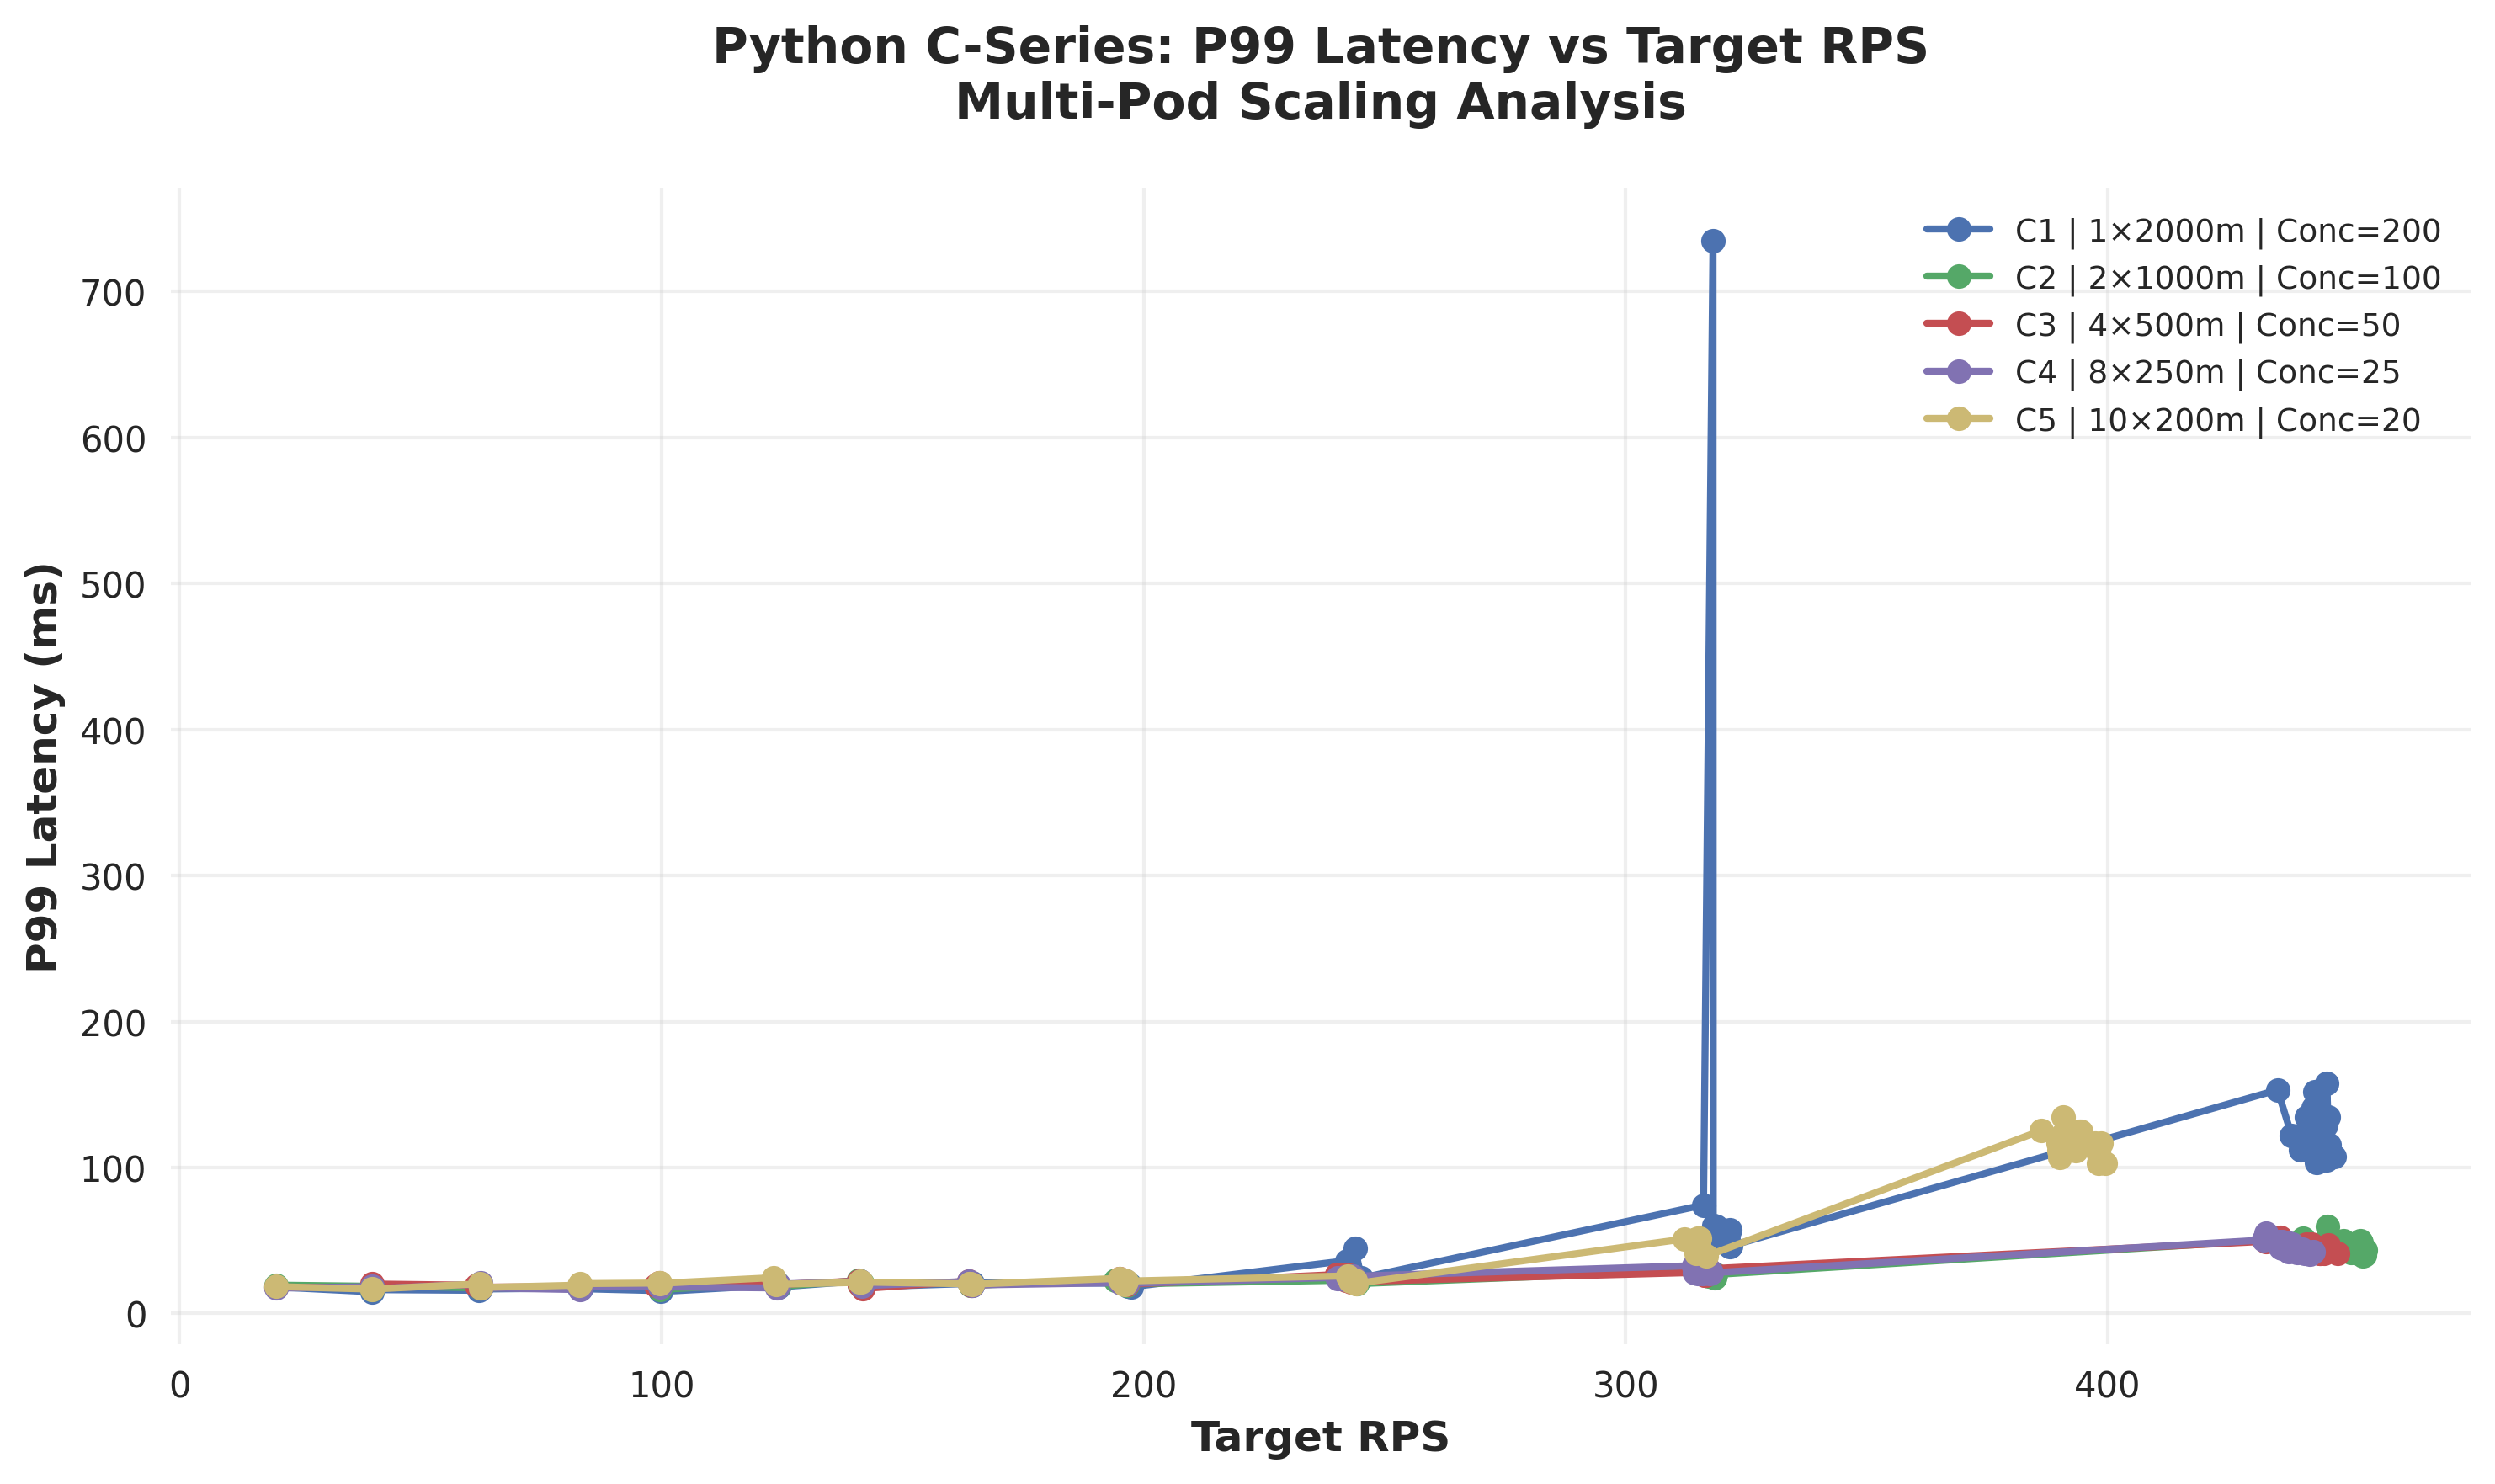 Python C-Series: P99 Latency vs Target RPS
Multi-Pod Scaling Analysis
C1 | 1×2000m | Conc=200
C2 | 2×1000m | Conc=100
C3 | 4×500m | Conc=50
C4 | 8×250m | Conc=25
C5 | 10×200m | Conc=20
P99 Latency (ms)
700
600
500
400
300
200
100
0
0 100 200 300 400
Target RPS